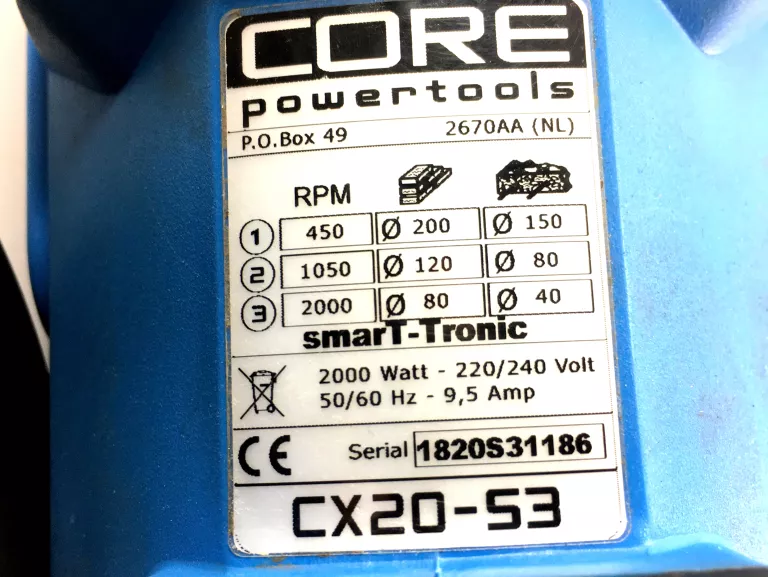 CORE
powertools
P.O.Box 49 2670AA (NL)
RPM
1 450 Ø 200 Ø 150
2 1050 Ø 120 Ø 80
3 2000 Ø 80 Ø 40
smarT-Tronic
2000 Watt - 220/240 Volt
50/60 Hz - 9,5 Amp
CE Serial 1820S31186
CX20-S3